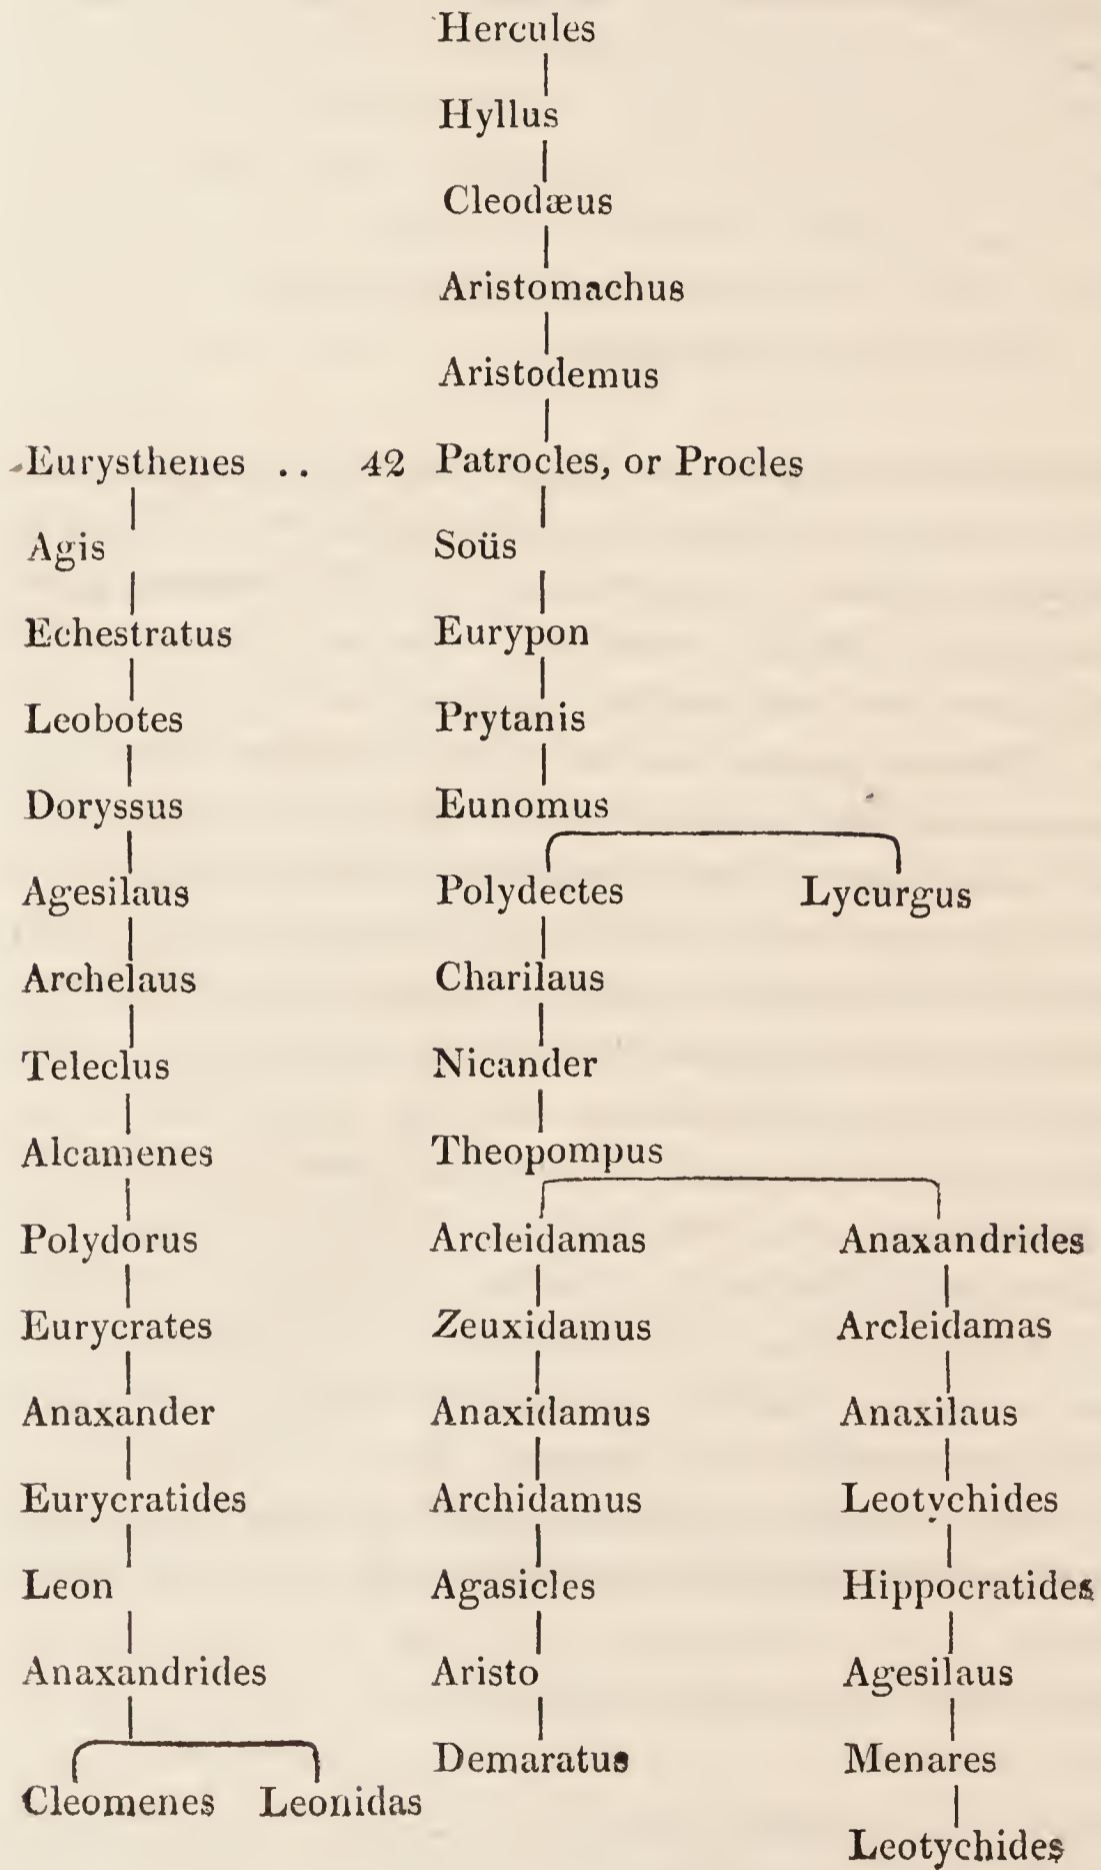 Hercules
Hyllus
Cleodæus
Aristomachus
Aristodemus
Eurysthenes .. 42 Patrocles, or Procles
Agis Soüs
Echestratus Eurypon
Leobotes Prytanis
Doryssus Eunomus
Agesilaus Polydectes Lycurgus
Archelaus Charilaus
Teleclus Nicander
Alcamenes Theopompus
Polydorus Arcleidamas Anaxandrides
Eurycrates Zeuxidamus Arcleidamas
Anaxander Anaxidamus Anaxilaus
Eurycratides Archidamus Leotychides
Leon Agasicles Hippocratides
Anaxandrides Aristo Agesilaus
Demaratus Menares
Cleomenes Leonidas
Leotychides